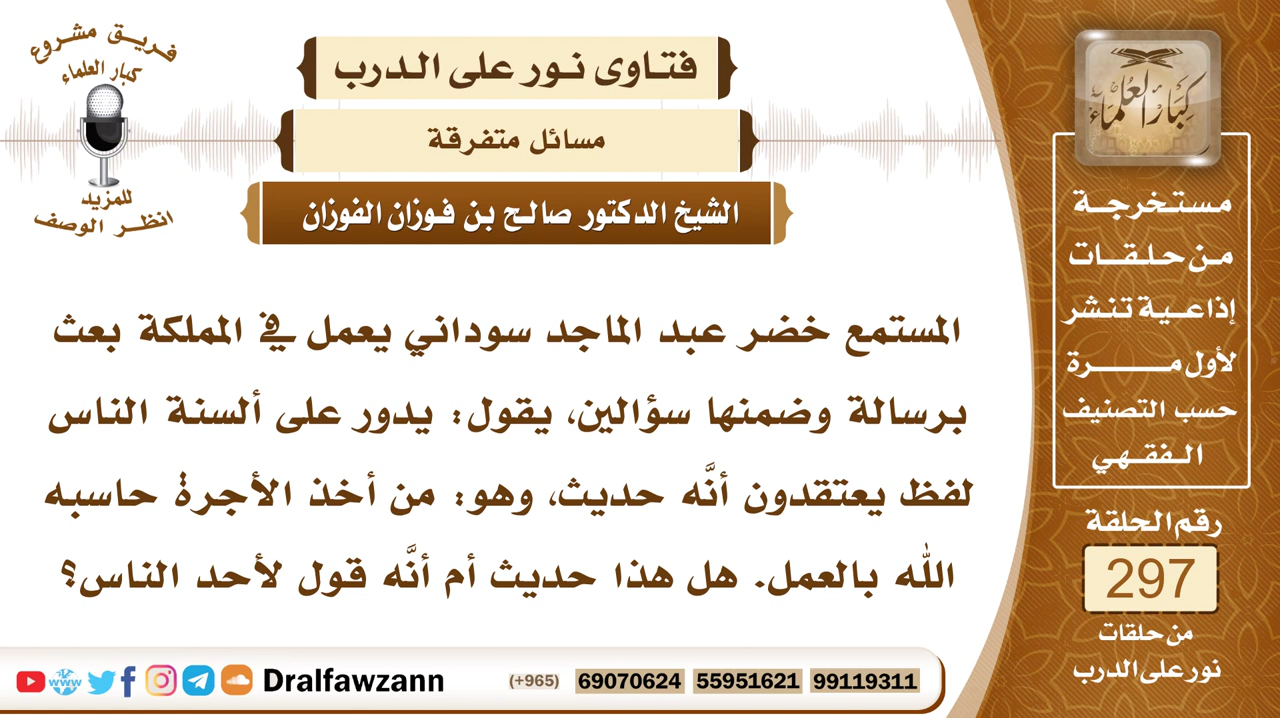 فريق مشروع
كبار العلماء
للمزيد
انظر الوصف
فتاوى نور على الدرب
مسائل متفرقة
الشيخ الدكتور صالح بن فوزان الفوزان
المستمع خضر عبد الماجد سوداني يعمل في المملكة بعث
برسالة وضمنها سؤالين، يقول: يدور على ألسنة الناس
لفظ يعتقدون أنَّه حديث، وهو: من أخذ الأجرةُ حاسبه
الله بالعمل. هل هذا حديث أم أنَّه قول لأحد الناس؟
كبار العلماء
مستخرجة
من حلقات
إذاعية تنشر
لأول مرة
حسب التصنيف
الفقهي
رقم الحلقة
297
من حلقات
نور على الدرب
www
Dralfawzann (+965) 69070624 55951621 99119311